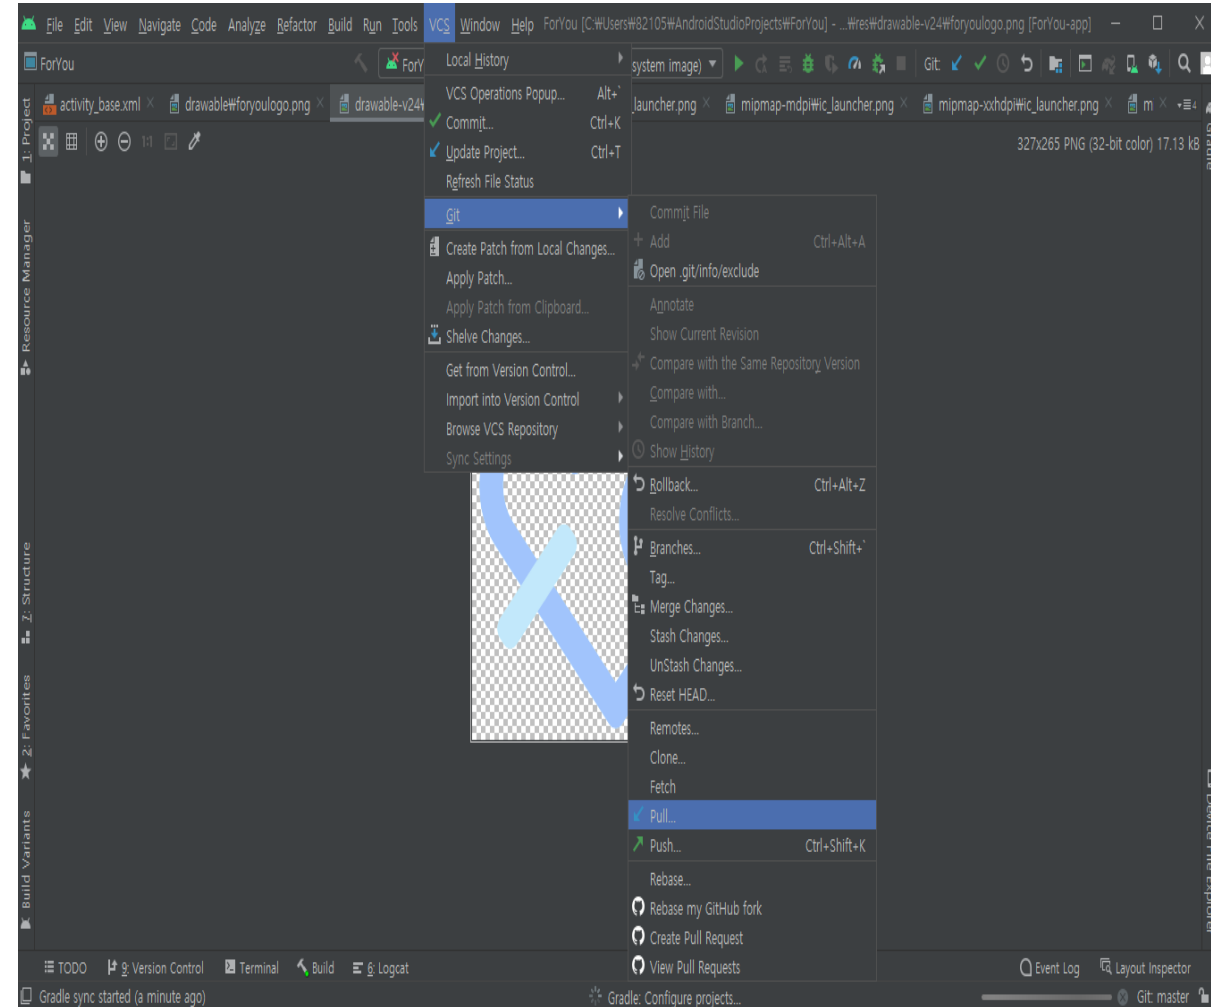 File Edit View Navigate Code Analyze Refactor Build Run Tools VCS Window Help ForYou [C:₩Users₩82105₩AndroidStudioProjects₩ForYou] - ...₩res₩drawable-v24₩foryoulogo.png [ForYou-app]
ForYou
ForY
system image)
Git:
activity_base.xml
drawable₩foryoulogo.png
drawable-v24₩
_launcher.png
mipmap-mdpi₩ic_launcher.png
mipmap-xxhdpi₩ic_launcher.png
m
4
1:1
327x265 PNG (32-bit color) 17.13 kB
1: Project
Resource Manager
7: Structure
2: Favorites
Build Variants
Gradle
Device File Explorer
Local History
VCS Operations Popup... Alt+`
Commit... Ctrl+K
Update Project... Ctrl+T
Refresh File Status
Git
Create Patch from Local Changes...
Apply Patch...
Apply Patch from Clipboard...
Shelve Changes...
Get from Version Control...
Import into Version Control
Browse VCS Repository
Sync Settings
Commit File
Add Ctrl+Alt+A
Open .git/info/exclude
Annotate
Show Current Revision
Compare with the Same Repository Version
Compare with...
Compare with Branch...
Show History
Rollback... Ctrl+Alt+Z
Resolve Conflicts...
Branches... Ctrl+Shift+`
Tag...
Merge Changes...
Stash Changes...
UnStash Changes...
Reset HEAD...
Remotes...
Clone...
Fetch
Pull...
Push... Ctrl+Shift+K
Rebase...
Rebase my GitHub fork
Create Pull Request
View Pull Requests
TODO 9: Version Control Terminal Build 6: Logcat Event Log Layout Inspector
Gradle sync started (a minute ago) Gradle: Configure projects... Git: master